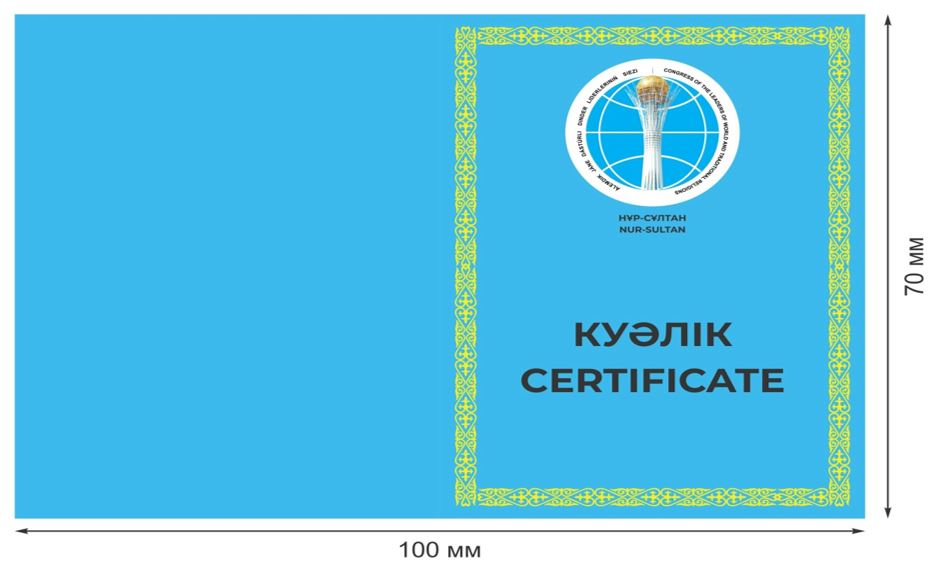 ALEMDIK JÁNE DÁSTÚRLI DINDER LIDERLERINIŃ SIEZI
CONGRESS OF THE LEADERS OF WORLD AND TRADITIONAL RELIGIONS
НҰР-СҰЛТАН
NUR-SULTAN
КУӘЛІК
CERTIFICATE
70 мм
100 мм